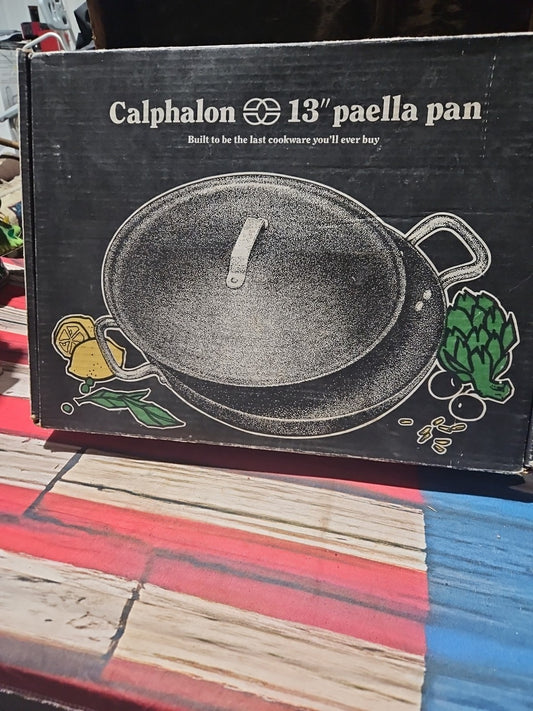 Calphalon 13" paella pan
Built to be the last cookware you'll ever buy